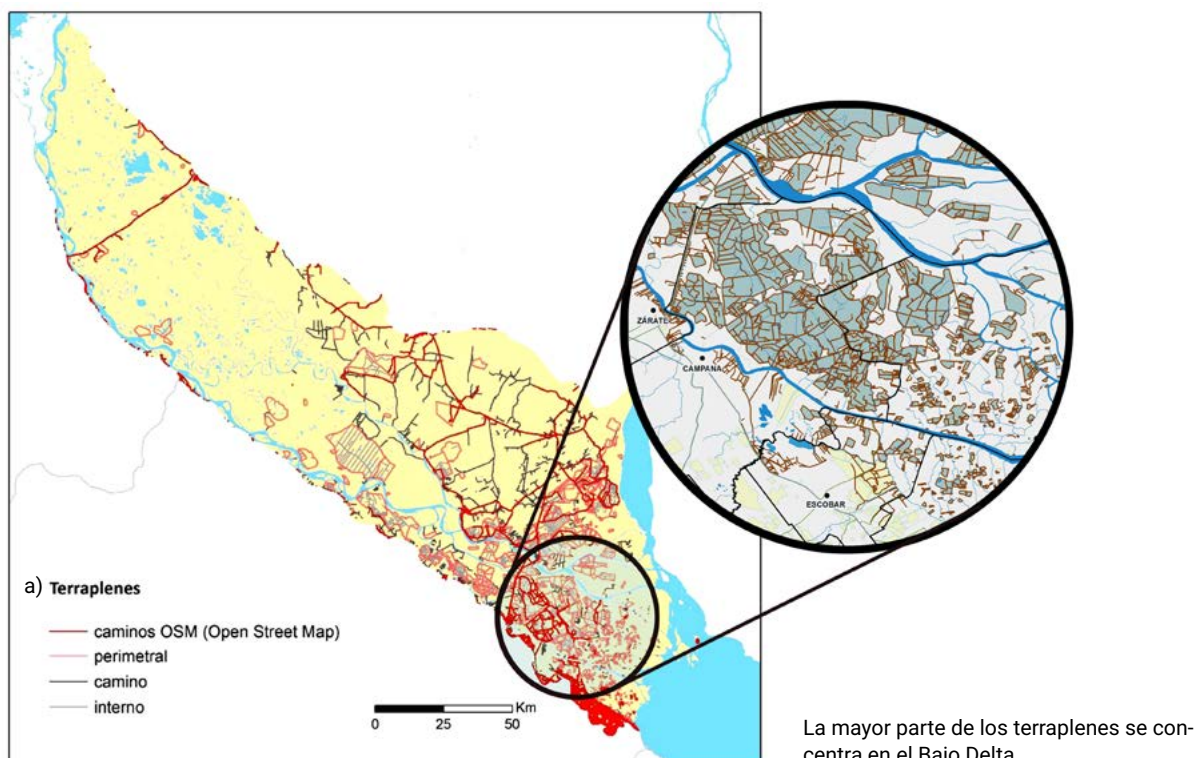 ZÁRATE
CAMPANA
ESCOBAR
a) Terraplenes
caminos OSM (Open Street Map)
perimetral
camino
interno
Km
0 25 50
La mayor parte de los terraplenes se con-
centra en el Bajo Delta